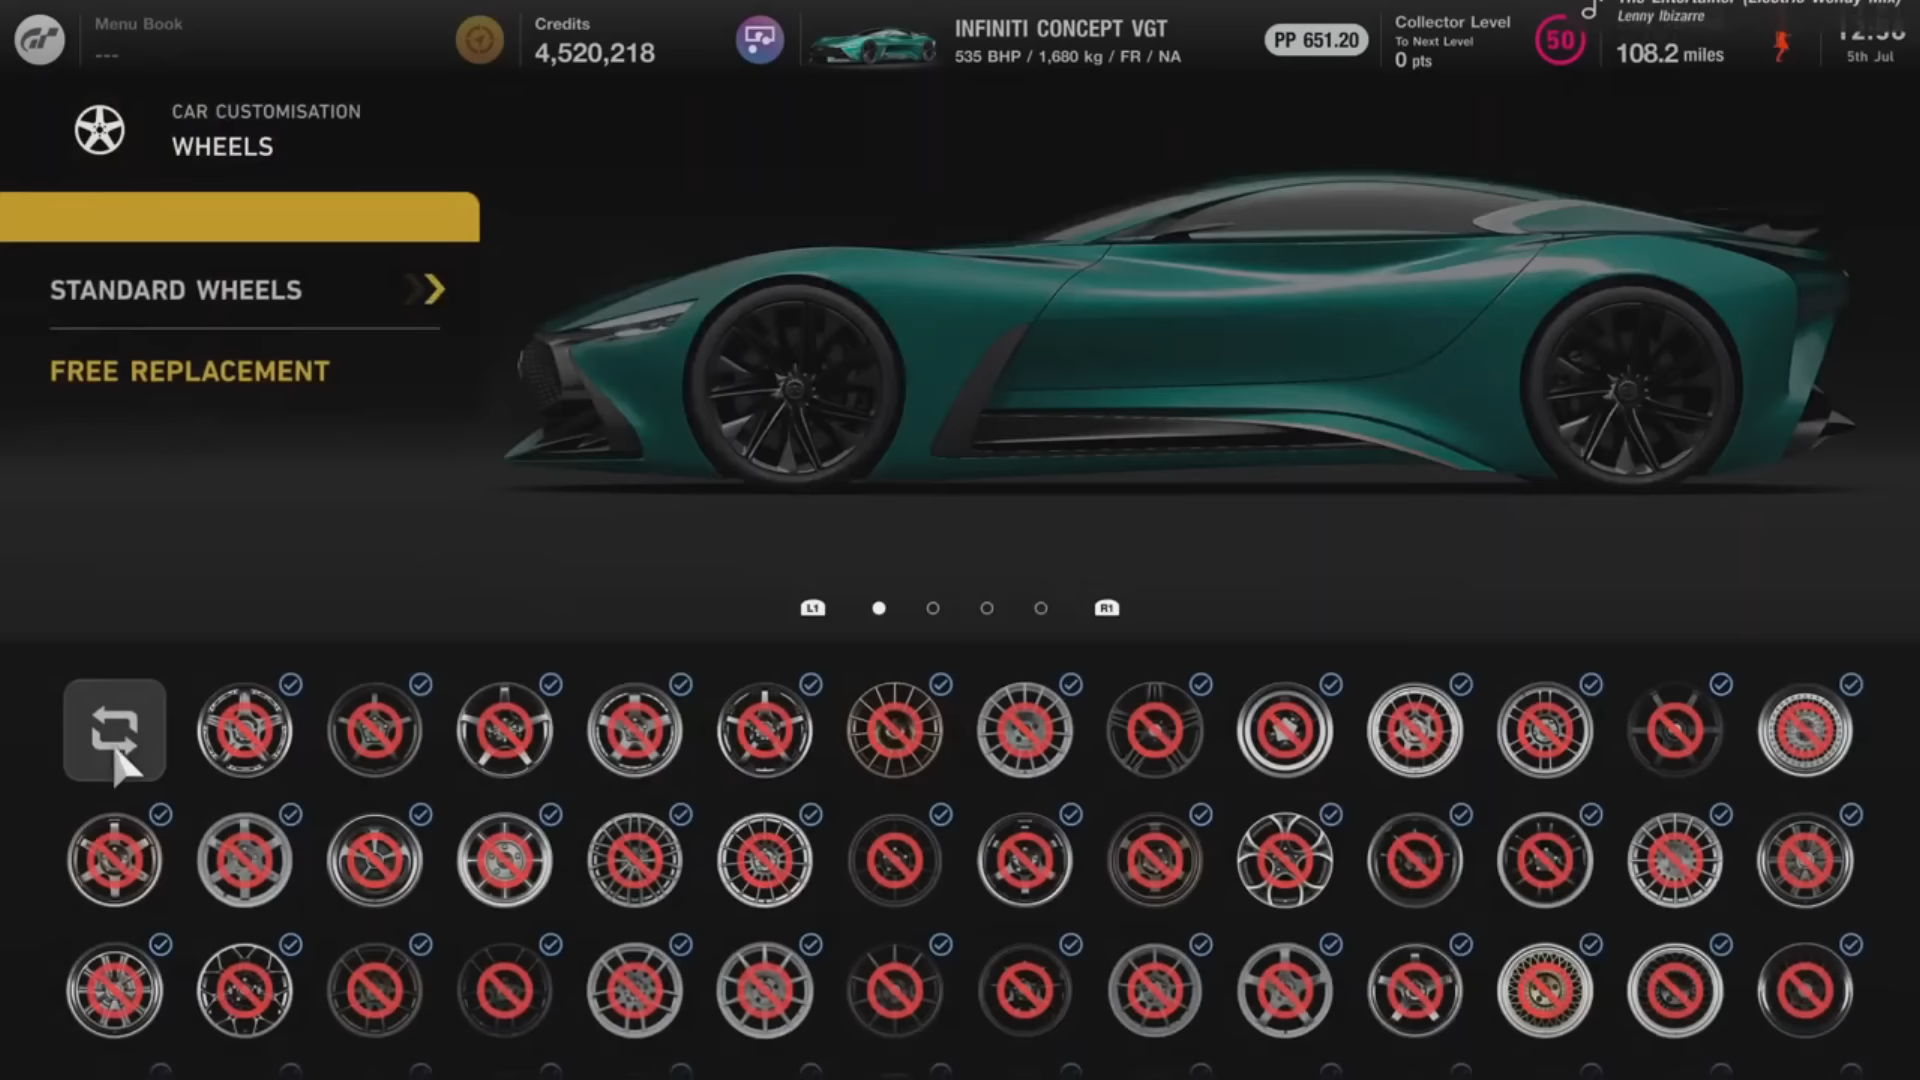 Menu Book
---
Credits
4,520,218
INFINITI CONCEPT VGT
535 BHP / 1,680 kg / FR / NA
PP 651.20
Collector Level
To Next Level
0 pts
50
Lenny Ibizarre
108.2 miles
5th Jul
CAR CUSTOMISATION
WHEELS
STANDARD WHEELS
FREE REPLACEMENT
L1
R1